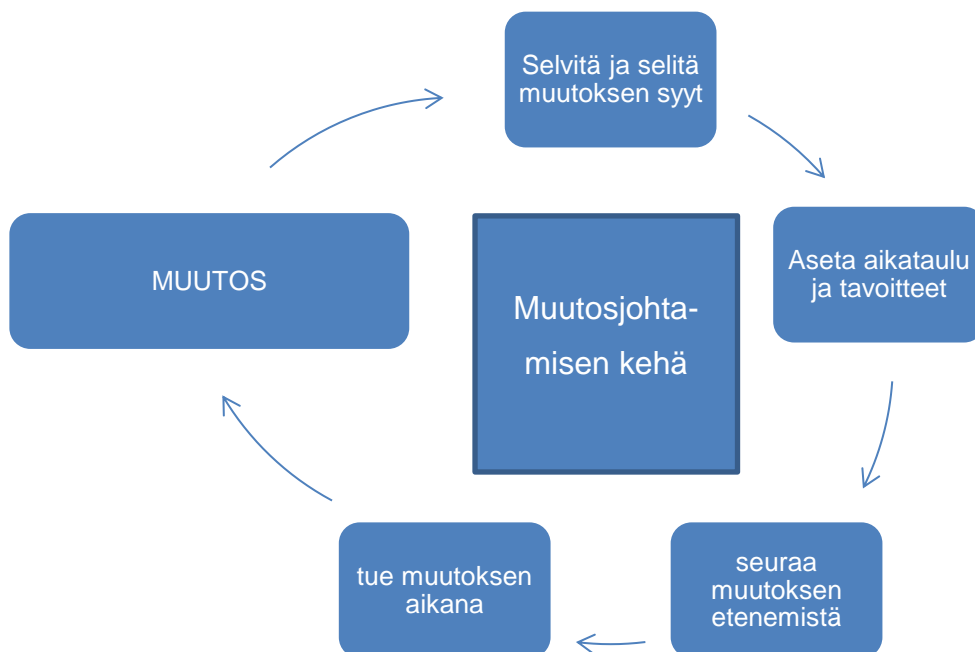 Selvitä ja selitä
muutoksen syyt
Aseta aikataulu
ja tavoitteet
seuraa
muutoksen
etenemistä
tue muutoksen
aikana
MUUTOS
Muutosjohta-
misen kehä